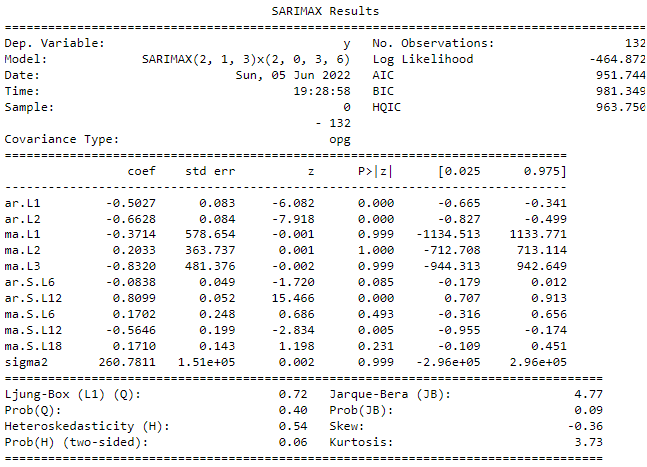 SARIMAX Results
==============================================================================
Dep. Variable: y No. Observations: 132
Model: SARIMAX(2, 1, 3)x(2, 0, 3, 6) Log Likelihood -464.872
Date: Sun, 05 Jun 2022 AIC 951.744
Time: 19:28:58 BIC 981.349
Sample: 0 HQIC 963.750
- 132
Covariance Type: opg
==============================================================================
coef std err z P>|z| [0.025 0.975]
------------------------------------------------------------------------------
ar.L1 -0.5027 0.083 -6.082 0.000 -0.665 -0.341
ar.L2 -0.6628 0.084 -7.918 0.000 -0.827 -0.499
ma.L1 -0.3714 578.654 -0.001 0.999 -1134.513 1133.771
ma.L2 0.2033 363.737 0.001 1.000 -712.708 713.114
ma.L3 -0.8320 481.376 -0.002 0.999 -944.313 942.649
ar.S.L6 -0.0838 0.049 -1.720 0.085 -0.179 0.012
ar.S.L12 0.8099 0.052 15.466 0.000 0.707 0.913
ma.S.L6 0.1702 0.248 0.686 0.493 -0.316 0.656
ma.S.L12 -0.5646 0.199 -2.834 0.005 -0.955 -0.174
ma.S.L18 0.1710 0.143 1.198 0.231 -0.109 0.451
sigma2 260.7811 1.51e+05 0.002 0.999 -2.96e+05 2.96e+05
==============================================================================
Ljung-Box (L1) (Q): 0.72 Jarque-Bera (JB): 4.77
Prob(Q): 0.40 Prob(JB): 0.09
Heteroskedasticity (H): 0.54 Skew: -0.36
Prob(H) (two-sided): 0.06 Kurtosis: 3.73
==============================================================================